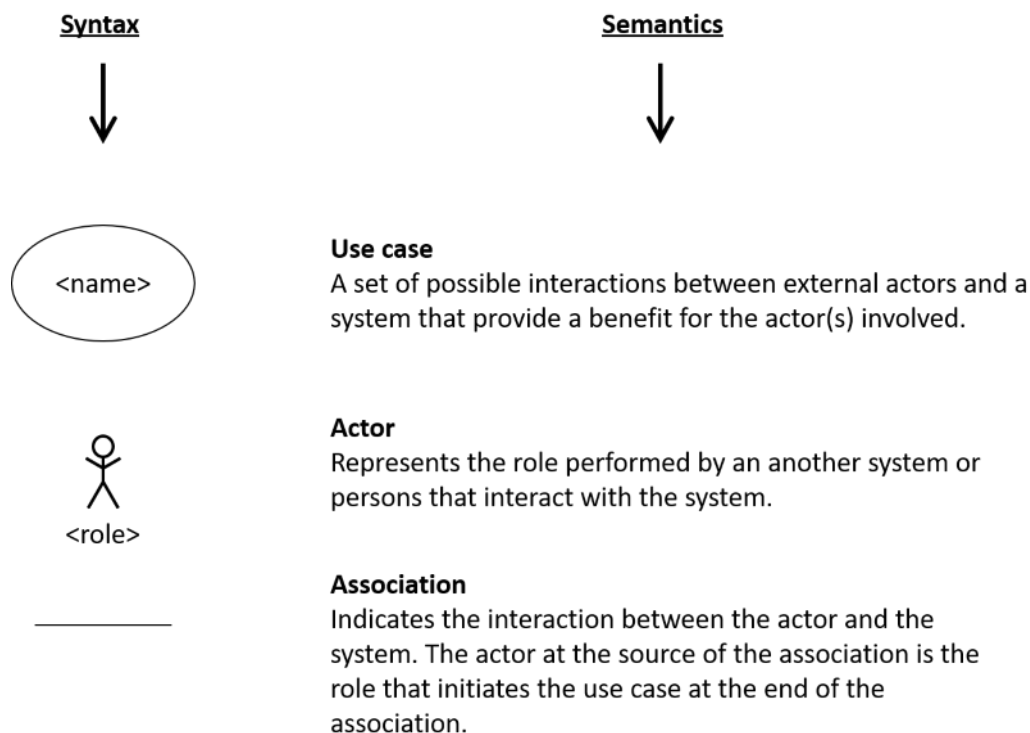 Syntax
Semantics
<name>
Use case
A set of possible interactions between external actors and a
system that provide a benefit for the actor(s) involved.
<role>
Actor
Represents the role performed by an another system or
persons that interact with the system.
Association
Indicates the interaction between the actor and the
system. The actor at the source of the association is the
role that initiates the use case at the end of the
association.